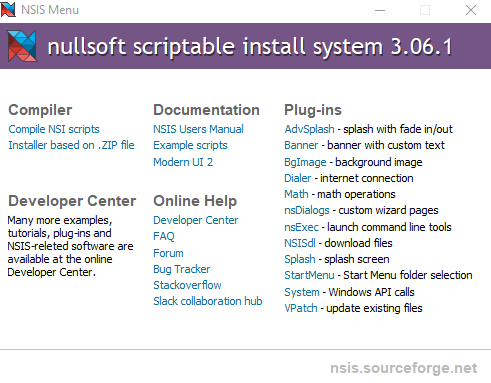 NSIS Menu
nullsoft scriptable install system 3.06.1
Compiler
Compile NSI scripts
Installer based on .ZIP file
Documentation
NSIS Users Manual
Example scripts
Modern UI 2
Plug-ins
AdvSplash - splash with fade in/out
Banner - banner with custom text
BgImage - background image
Dialer - internet connection
Math - math operations
nsDialogs - custom wizard pages
nsExec - launch command line tools
NSISdl - download files
Splash - splash screen
StartMenu - Start Menu folder selection
System - Windows API calls
VPatch - update existing files
Developer Center
Many more examples,
tutorials, plug-ins and
NSIS-releted software are
available at the online
Developer Center.
Online Help
Developer Center
FAQ
Forum
Bug Tracker
Stackoverflow
Slack collaboration hub
nsis.sourceforge.net